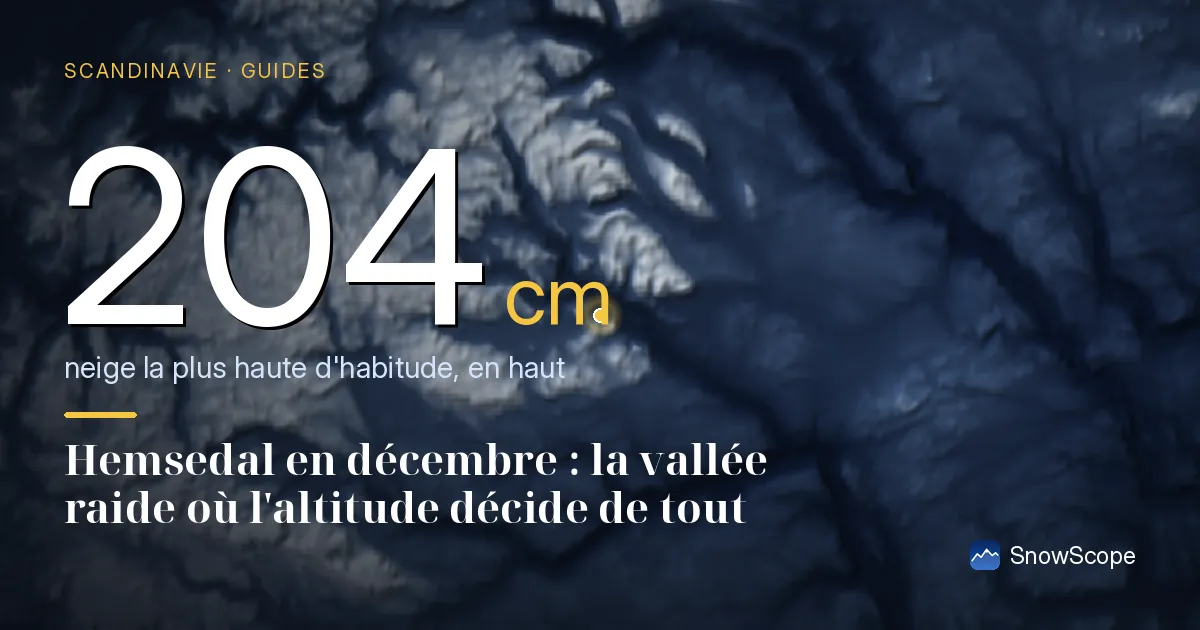 SCANDINAVIE · GUIDES
204 cm
neige la plus haute d'habitude, en haut
Hemsedal en décembre : la vallée
raide où l'altitude décide de tout
SnowScope